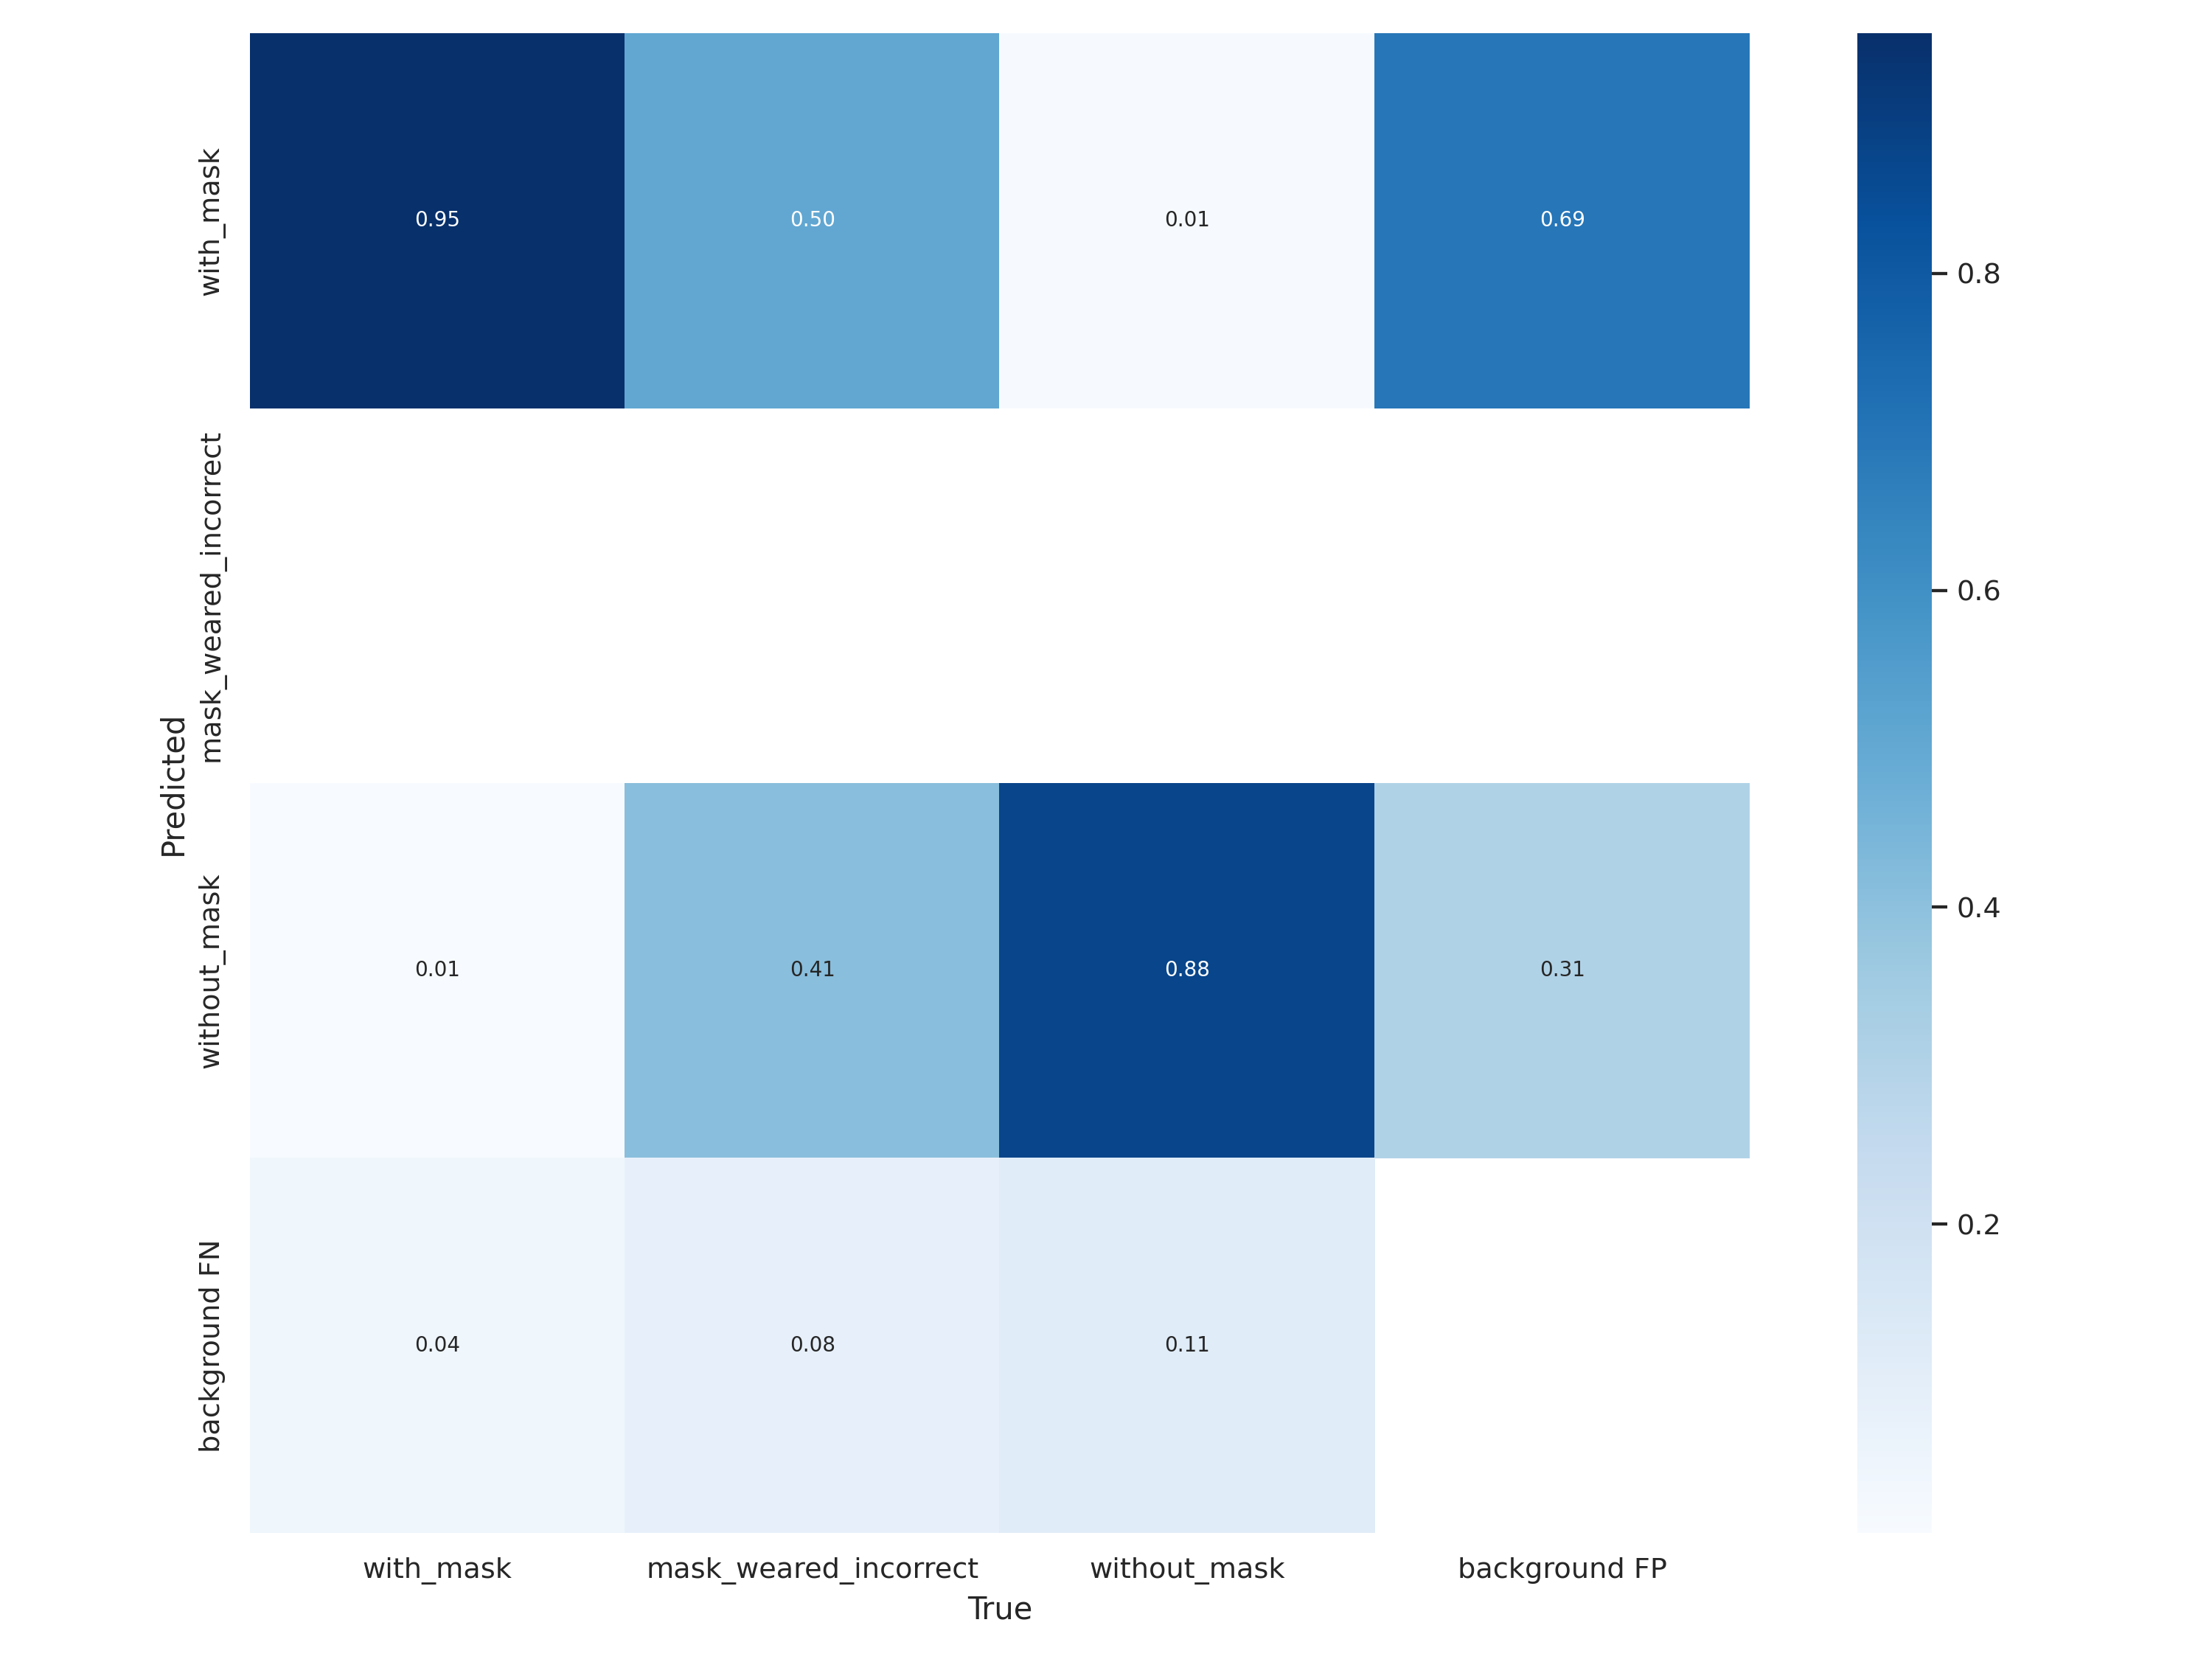 with_mask
0.95
0.50
0.01
0.69
mask_weared_incorrect
without_mask
0.01
0.41
0.88
0.31
background FN
0.04
0.08
0.11
Predicted
with_mask
mask_weared_incorrect
without_mask
background FP
True
0.8
0.6
0.4
0.2